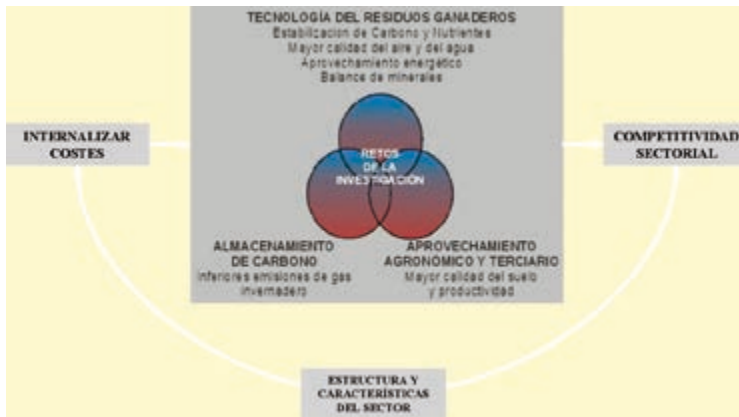 TECNOLOGÍA DEL RESIDUOS GANADEROS
Estabilización de Carbono y Nutrientes
Mayor calidad del aire y del agua
Aprovechamiento energético
Balance de minerales
INTERNALIZAR
COSTES
COMPETITIVIDAD
SECTORIAL
RETOS
DE LA
INVESTIGACIÓN
ALMACENAMIENTO
DE CARBONO
Inferiores emisiones de gas
invernadero
APROVECHAMIENTO
AGRONÓMICO Y TERCIARIO
Mayor calidad del suelo
y productividad
ESTRUCTURA Y
CARACTERÍSTICAS
DEL SECTOR